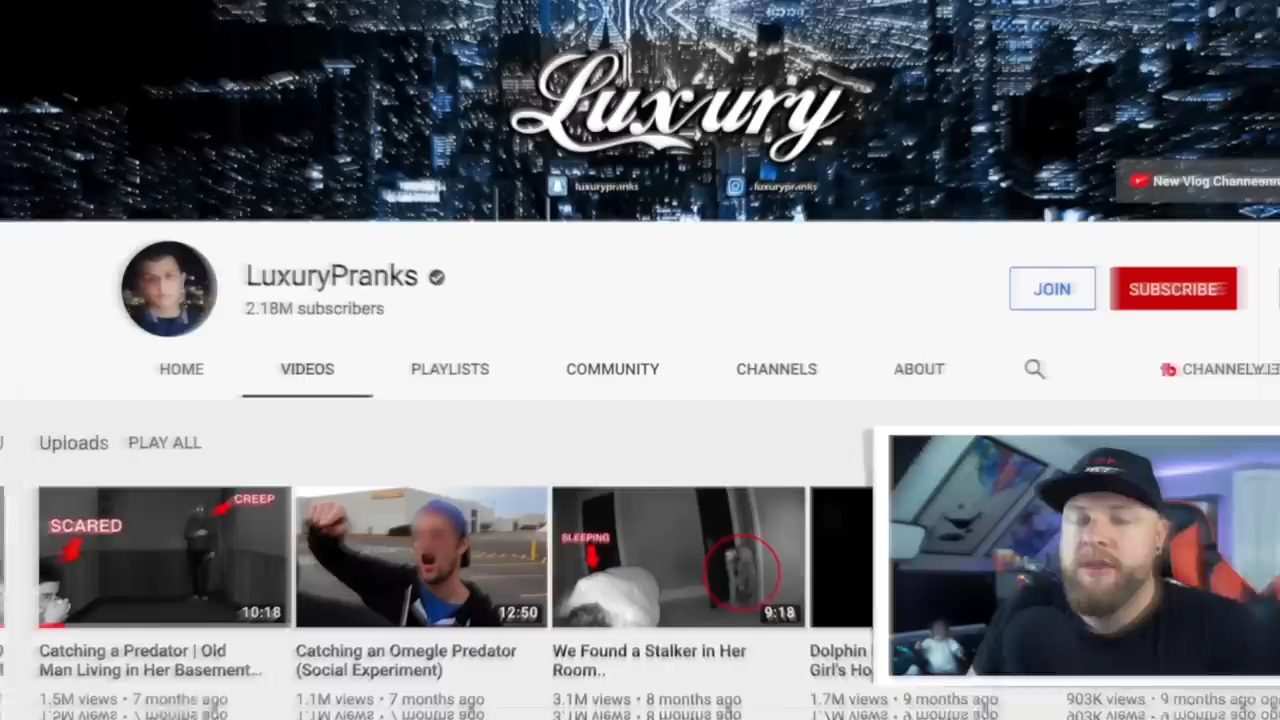 Luxury
luxurypranks
luxurypranks
New Vlog Channel
LuxuryPranks
2.18M subscribers
JOIN
SUBSCRIBE
HOME
VIDEOS
PLAYLISTS
COMMUNITY
CHANNELS
ABOUT
Uploads
PLAY ALL
SCARED
CREEP
10:18
12:50
SLEEPING
9:18
Catching a Predator | Old
Man Living in Her Basement...
1.5M views • 7 months ago
Catching an Omegle Predator
(Social Experiment)
1.1M views • 7 months ago
We Found a Stalker in Her
Room..
3.1M views • 8 months ago
Dolphin
Girl's Ho
1.7M views • 9 months ago
903K views • 9 months ago